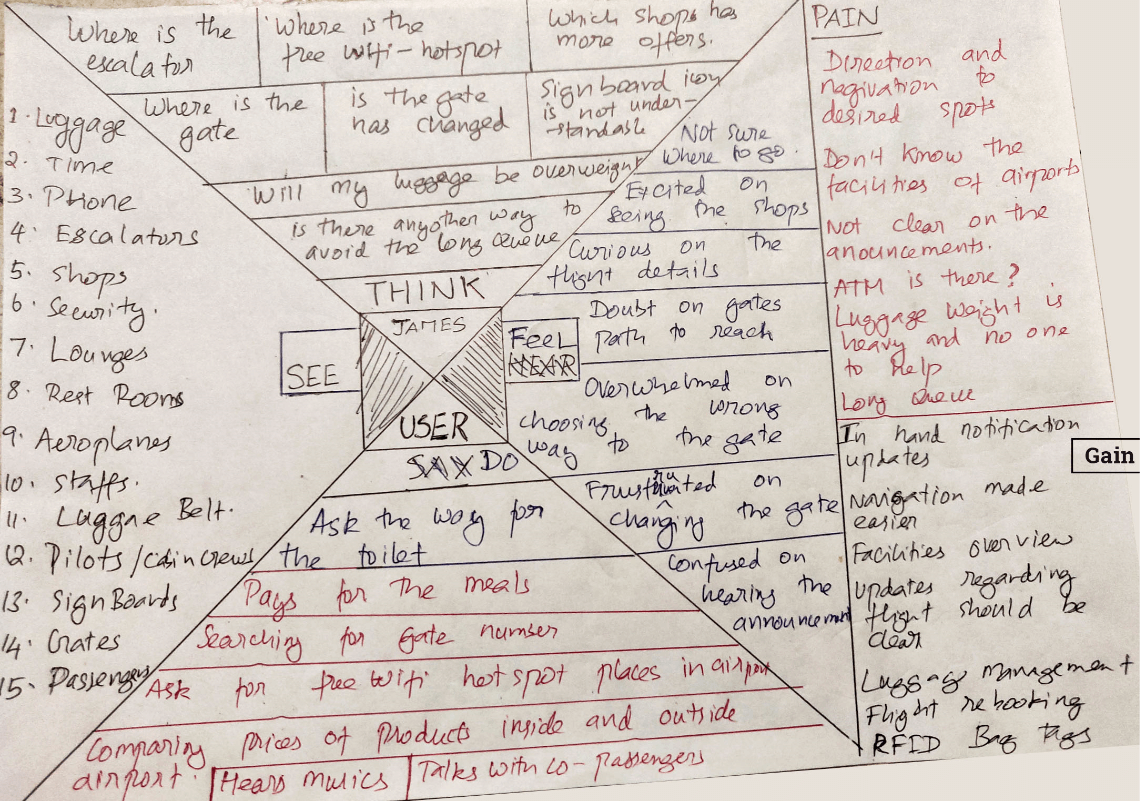 Where is the
escalator
Where is the
free wifi-hotspot
Which shops has
more offers.
Where is the
gate
is the gate
has changed
Sign board icon
is not under-
-standable
Will my luggage be overweight
is there anyother way to
avoid the long Queue
THINK
JAMES
USER
SEE
FEEL
HEAR
SAY DO
1. Luggage
2. Time
3. Phone
4. Escalators
5. Shops
6. Security.
7. Lounges
8. Rest Rooms
9. Aeroplanes
10. Staffs.
11. Luggae Belt.
12. Pilots/cabin crews
13. Sign Boards
14. Gates
15. Passengers
Not sure
where to go.
Excited on
seing the shops
Curious on the
flight details
Doubt on gates
path to reach
Overwhelmed on
choosing the wrong
way to the gate
Frustrated on
changing the gate
Confused on
hearing the
announcement
Ask the way for
the toilet
Pays for the meals
Searching for Gate number
Ask for free wifi hotspot places in airport
Comparing prices of products inside and outside
airport.
Hears musics
Talks with co-passengers
PAIN
Direction and
nagivation to
desired spots
Don't know the
facilities of airports
Not clear on the
anouncements.
ATM is there?
Luggage weight is
heavy and no one
to help
Long Queue
Gain
In hand notification
updates
Navigation made
easier
Facilities overview
updates regarding
flight should be
clear
Luggage management
Flight rebooking
RFID Bag Tags